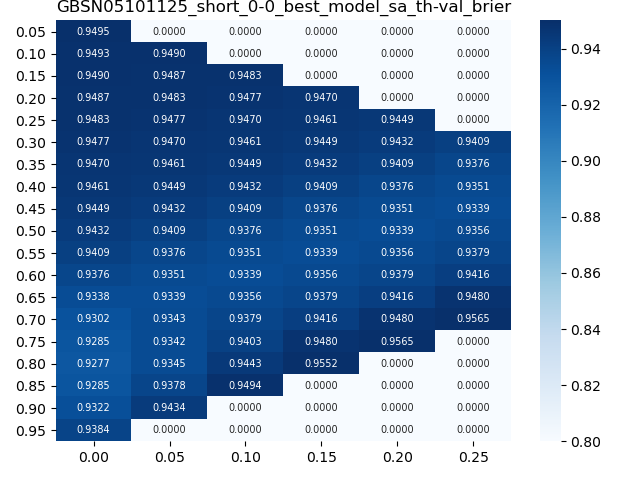 GBSN05101125_short_0-0_best_model_sa_th-val_brier
0.05 0.9495 0.0000 0.0000 0.0000 0.0000 0.0000
0.10 0.9493 0.9490 0.0000 0.0000 0.0000 0.0000
0.15 0.9490 0.9487 0.9483 0.0000 0.0000 0.0000
0.20 0.9487 0.9483 0.9477 0.9470 0.0000 0.0000
0.25 0.9483 0.9477 0.9470 0.9461 0.9449 0.0000
0.30 0.9477 0.9470 0.9461 0.9449 0.9432 0.9409
0.35 0.9470 0.9461 0.9449 0.9432 0.9409 0.9376
0.40 0.9461 0.9449 0.9432 0.9409 0.9376 0.9351
0.45 0.9449 0.9432 0.9409 0.9376 0.9351 0.9339
0.50 0.9432 0.9409 0.9376 0.9351 0.9339 0.9356
0.55 0.9409 0.9376 0.9351 0.9339 0.9356 0.9379
0.60 0.9376 0.9351 0.9339 0.9356 0.9379 0.9416
0.65 0.9338 0.9339 0.9356 0.9379 0.9416 0.9480
0.70 0.9302 0.9343 0.9379 0.9416 0.9480 0.9565
0.75 0.9285 0.9342 0.9403 0.9480 0.9565 0.0000
0.80 0.9277 0.9345 0.9443 0.9552 0.0000 0.0000
0.85 0.9285 0.9378 0.9494 0.0000 0.0000 0.0000
0.90 0.9322 0.9434 0.0000 0.0000 0.0000 0.0000
0.95 0.9384 0.0000 0.0000 0.0000 0.0000 0.0000
0.00 0.05 0.10 0.15 0.20 0.25
0.94
0.92
0.90
0.88
0.86
0.84
0.82
0.80